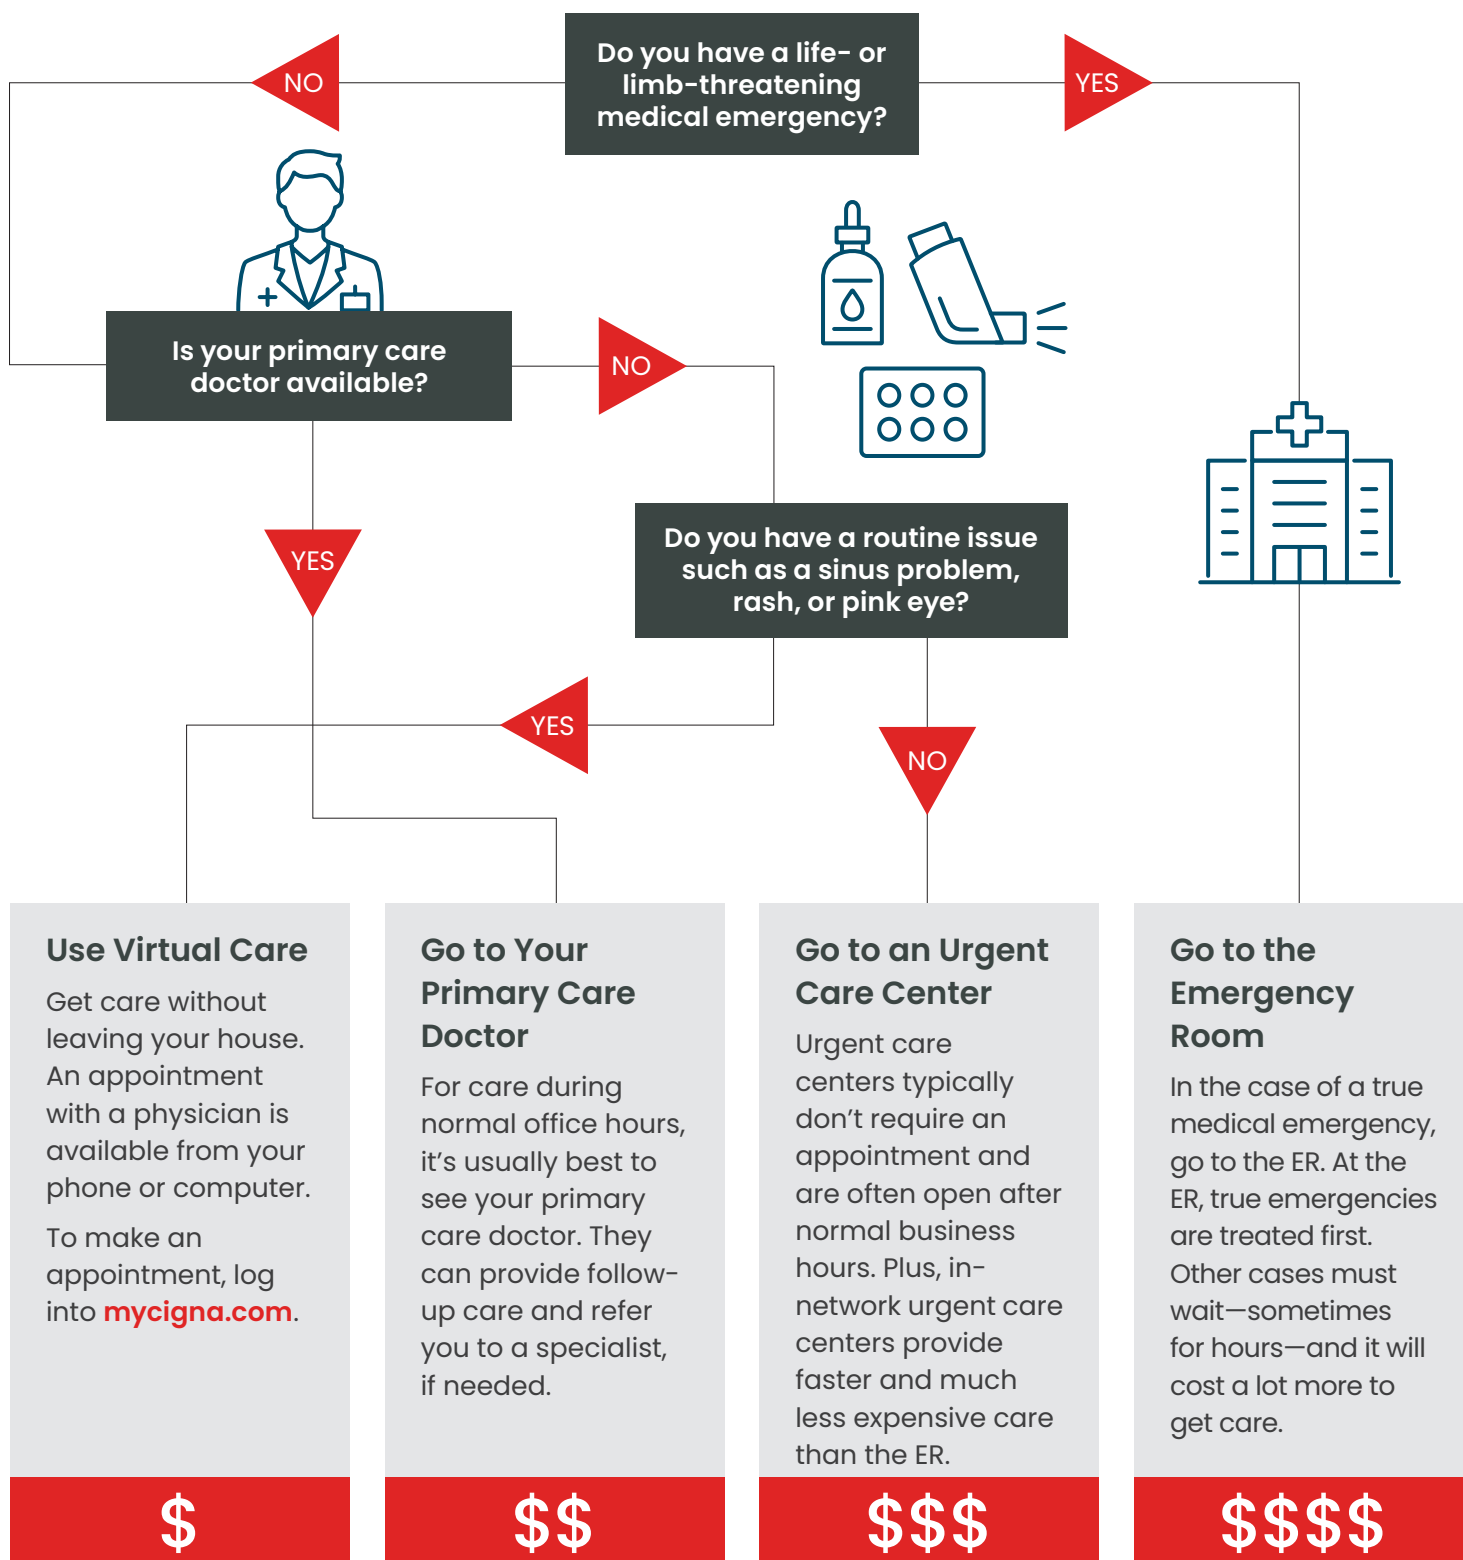 Do you have a life- or
limb-threatening
medical emergency?
NO
YES
Is your primary care
doctor available?
NO
YES
Do you have a routine issue
such as a sinus problem,
rash, or pink eye?
YES
NO
Use Virtual Care
Get care without
leaving your house.
An appointment
with a physician is
available from your
phone or computer.
To make an
appointment, log
into mycigna.com.
$
Go to Your
Primary Care
Doctor
For care during
normal office hours,
it’s usually best to
see your primary
care doctor. They
can provide follow-
up care and refer
you to a specialist,
if needed.
$$
Go to an Urgent
Care Center
Urgent care
centers typically
don’t require an
appointment and
are often open after
normal business
hours. Plus, in-
network urgent care
centers provide
faster and much
less expensive care
than the ER.
$$$
Go to the
Emergency
Room
In the case of a true
medical emergency,
go to the ER. At the
ER, true emergencies
are treated first.
Other cases must
wait—sometimes
for hours—and it will
cost a lot more to
get care.
$$$$